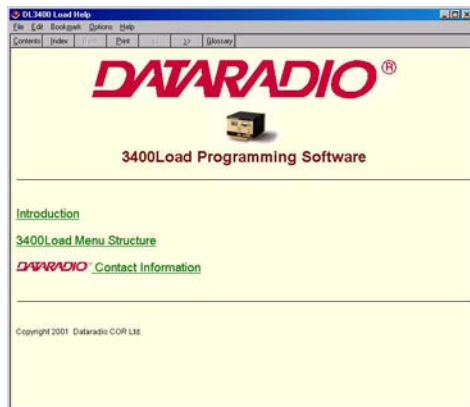 DL3400 Load Help
File Edit Bookmark Options Help
Contents Index Back Print << >> Glossary
DATARADIO ®
3400Load Programming Software
Introduction
3400Load Menu Structure
DATARADIO Contact Information
Copyright 2001 Dataradio COR Ltd.